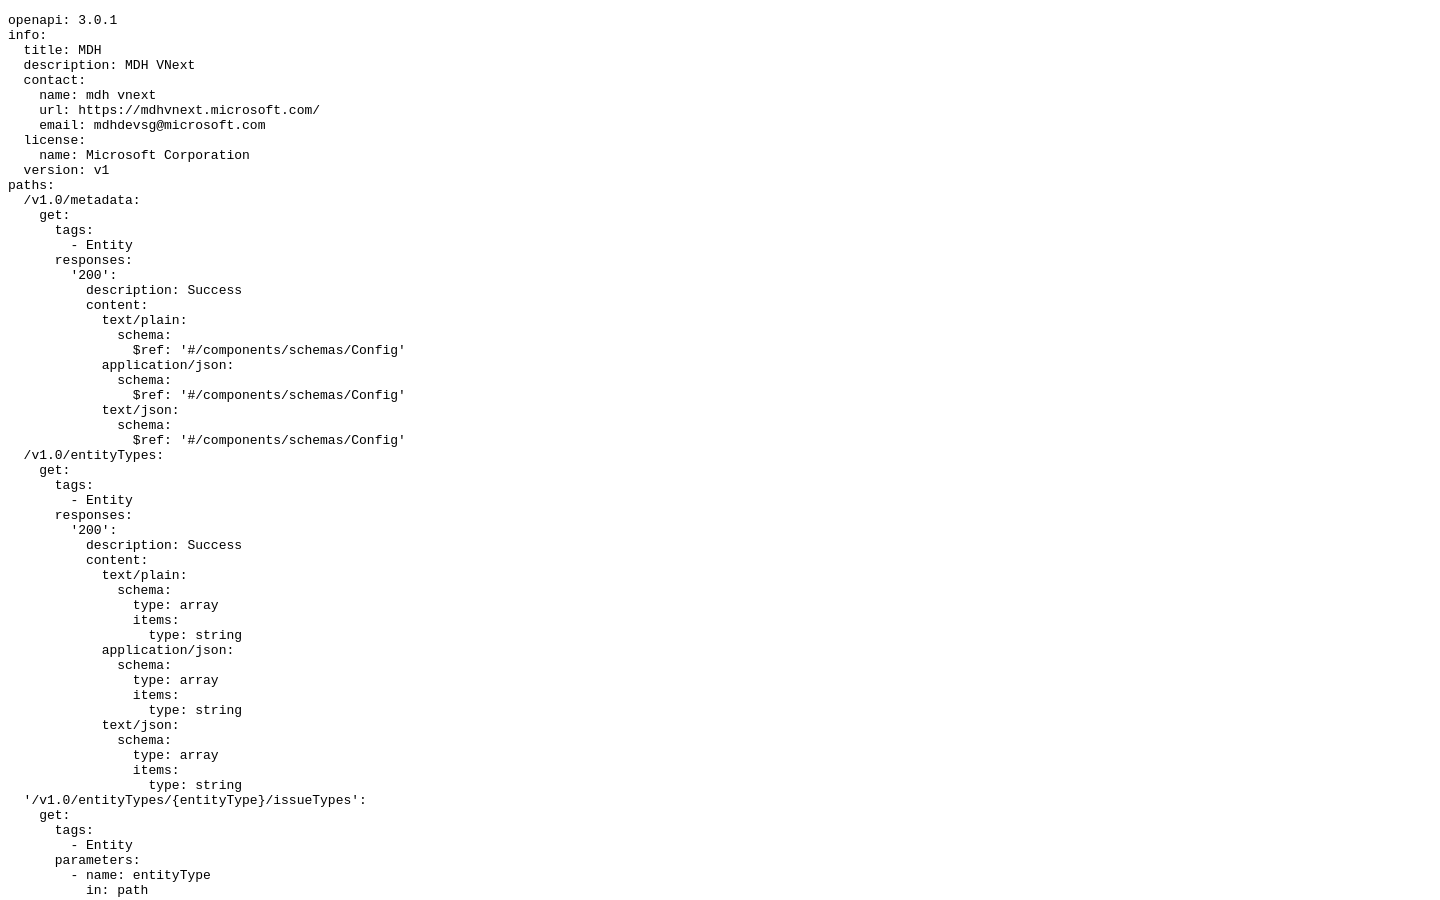 openapi: 3.0.1
info:
  title: MDH
  description: MDH VNext
  contact:
    name: mdh vnext
    url: https://mdhvnext.microsoft.com/
    email: mdhdevsg@microsoft.com
  license:
    name: Microsoft Corporation
  version: v1
paths:
  /v1.0/metadata:
    get:
      tags:
        - Entity
      responses:
        '200':
          description: Success
          content:
            text/plain:
              schema:
                $ref: '#/components/schemas/Config'
            application/json:
              schema:
                $ref: '#/components/schemas/Config'
            text/json:
              schema:
                $ref: '#/components/schemas/Config'
  /v1.0/entityTypes:
    get:
      tags:
        - Entity
      responses:
        '200':
          description: Success
          content:
            text/plain:
              schema:
                type: array
                items:
                  type: string
            application/json:
              schema:
                type: array
                items:
                  type: string
            text/json:
              schema:
                type: array
                items:
                  type: string
  '/v1.0/entityTypes/{entityType}/issueTypes':
    get:
      tags:
        - Entity
      parameters:
        - name: entityType
          in: path